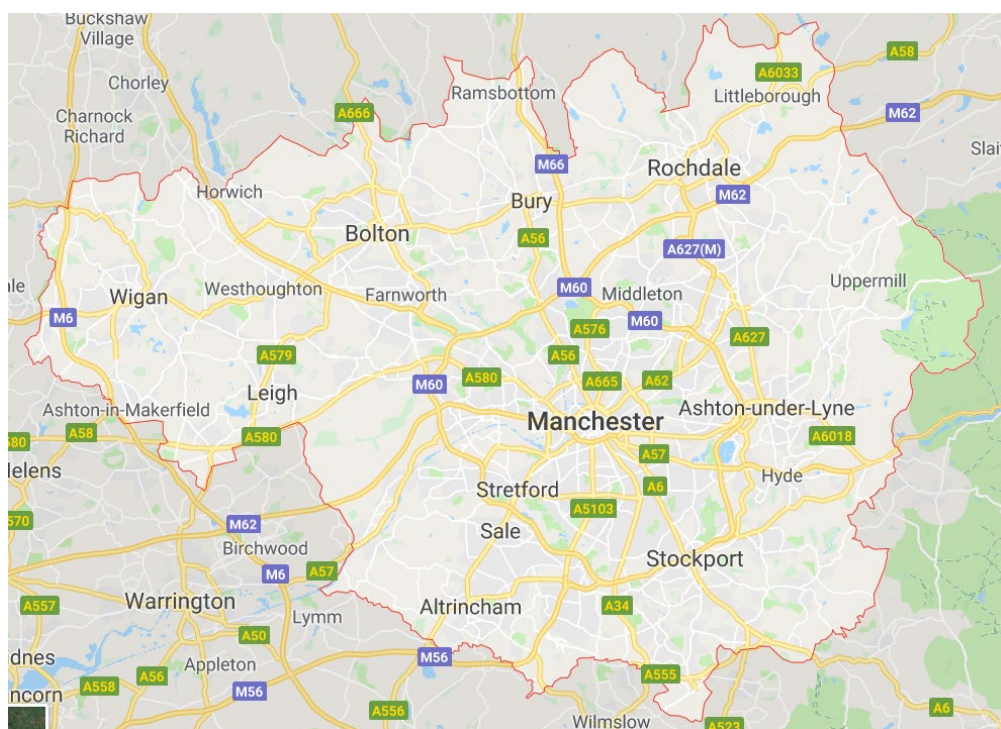 Buckshaw
Village
A58
A6033
Chorley
Ramsbottom
Littleborough
A666
Charnock
Richard
M62
M66
Rochdale
Horwich
M62
Bury
Bolton
A56
A627(M)
Uppermill
Westhoughton
Farnworth
M60
Middleton
Wigan
M6
M60
A576
A627
A579
A56
A580
A665
A62
M60
Leigh
Ashton-in-Makerfield
Manchester
Ashton-under-Lyne
A58
A580
A6018
A57
Hyde
Stretford
A6
A5103
M62
Sale
Birchwood
Stockport
A57
M6
Warrington
Altrincham
A34
A557
Lymm
A50
M56
Appleton
A56
A555
A558
M56
A556
Wilmslow
A6
A523